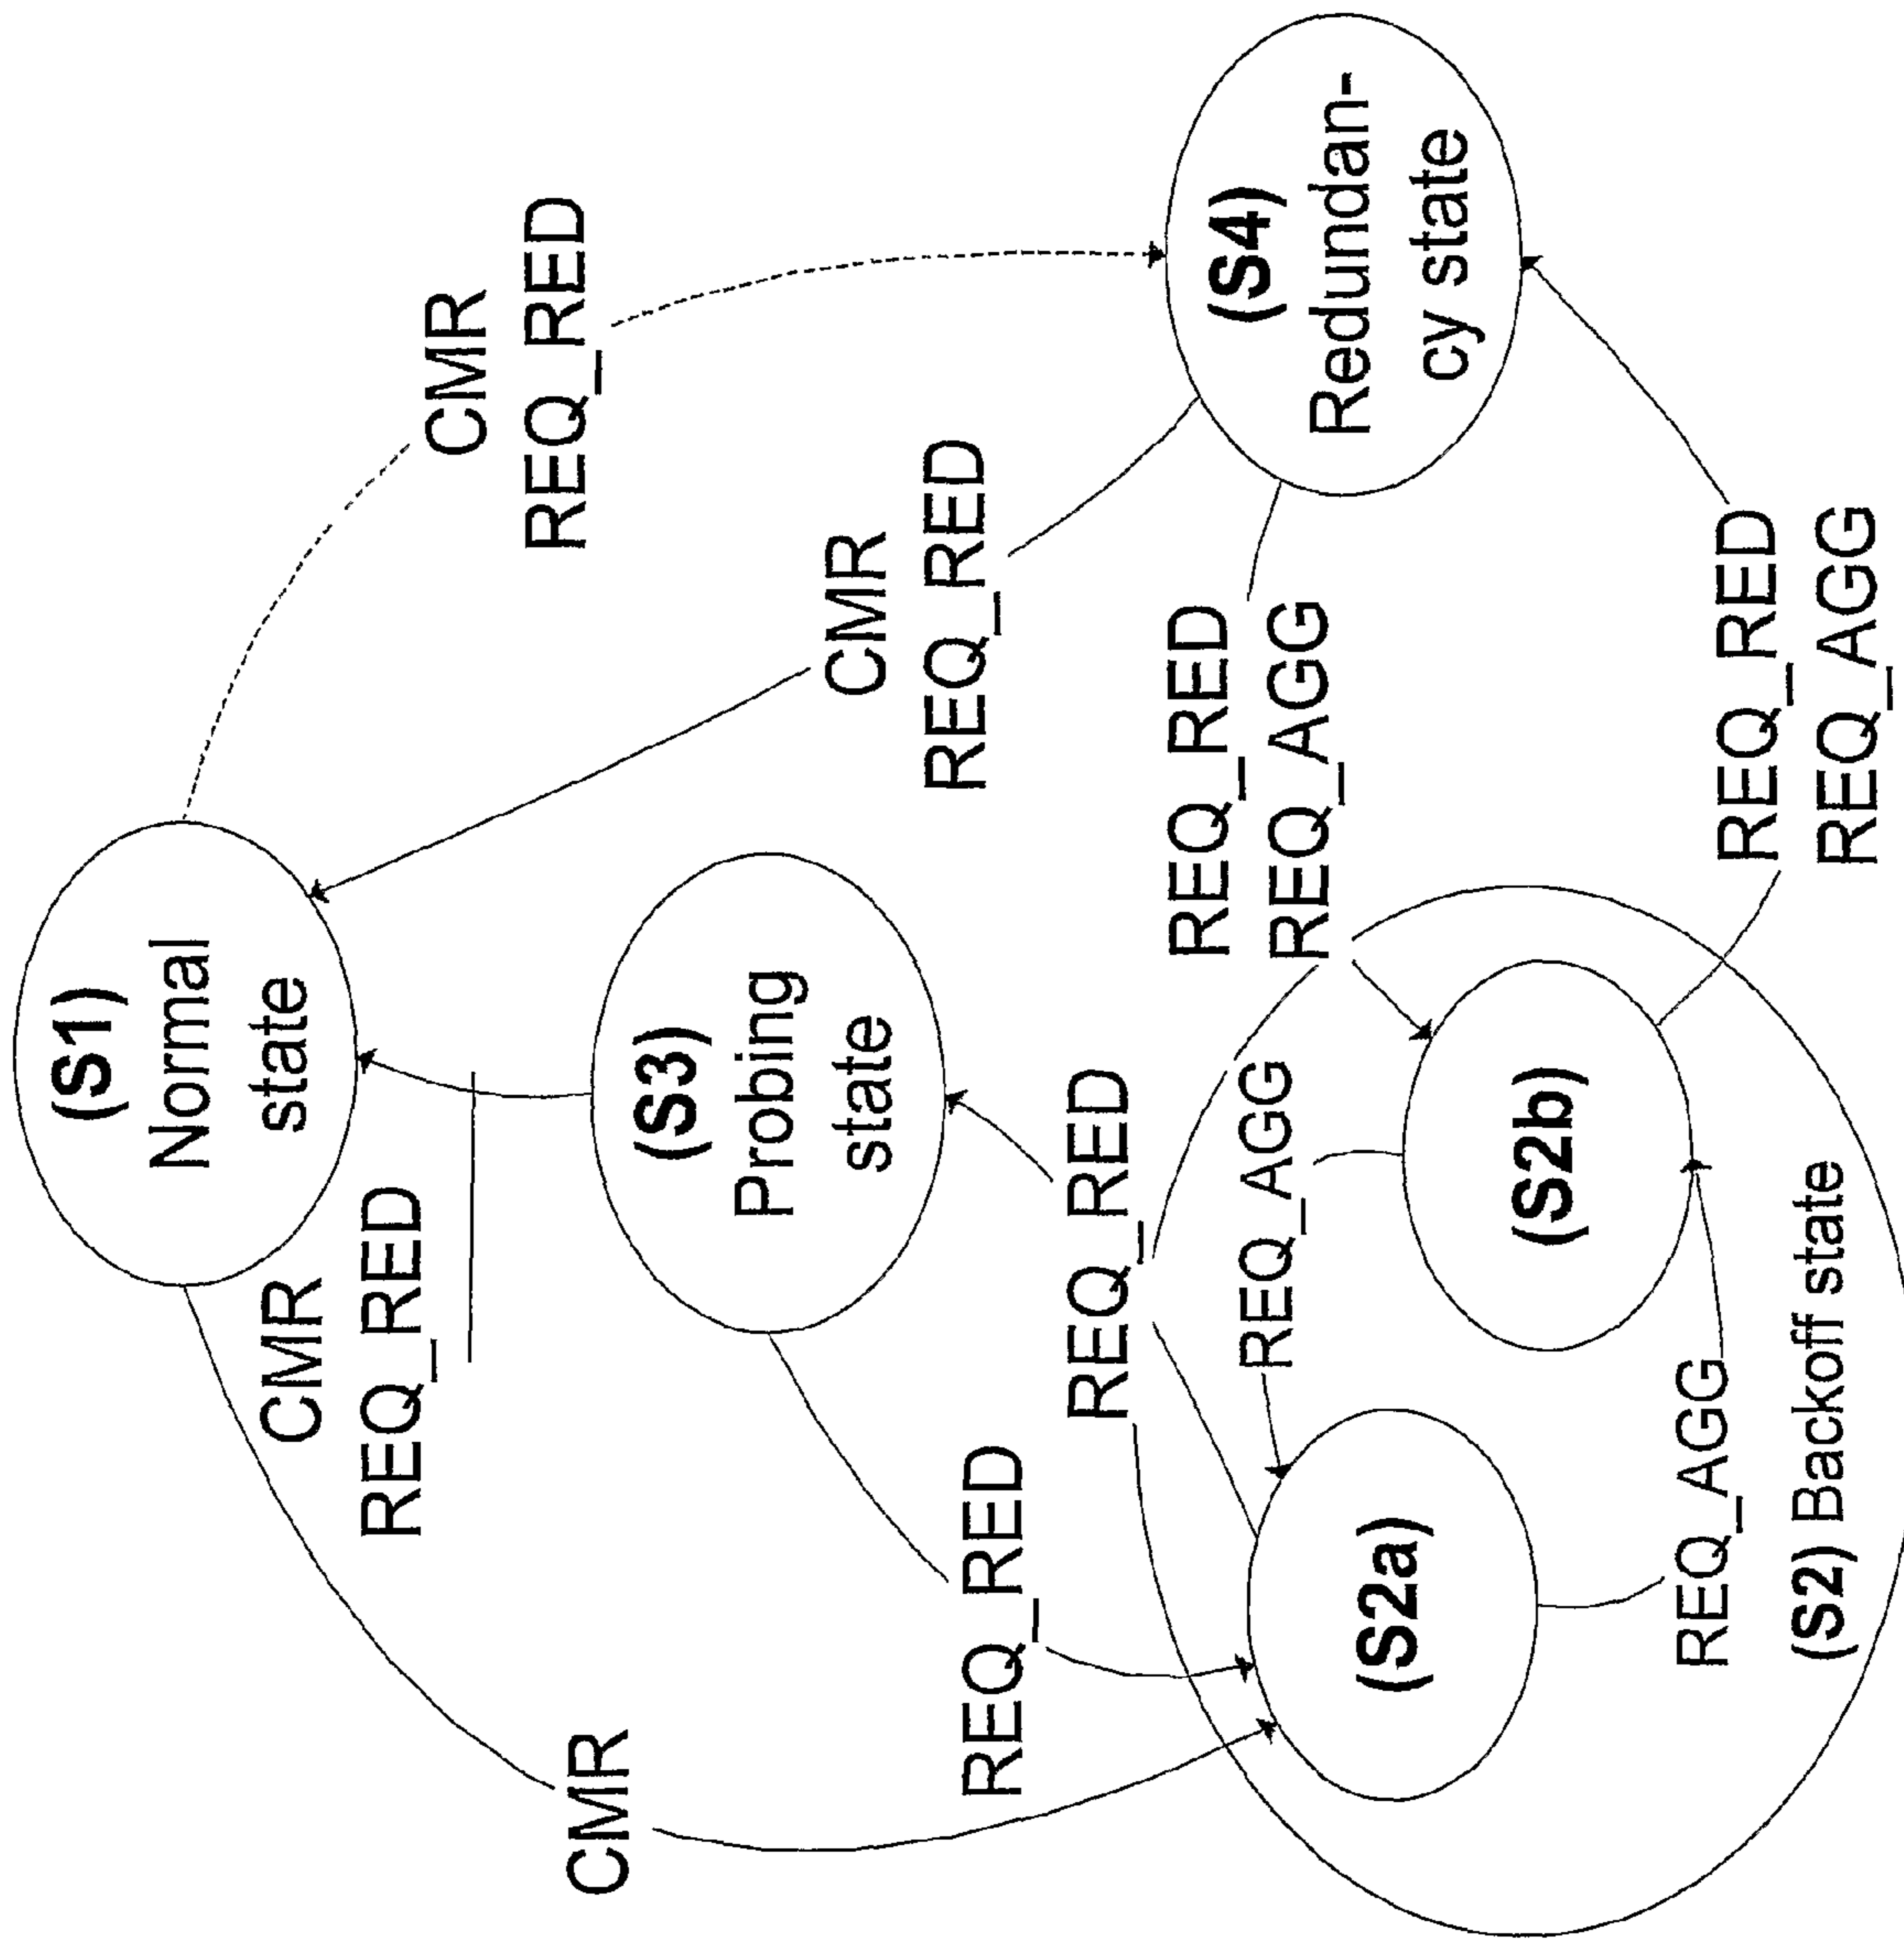 (S1)
Normal
state
CMR
REQ_RED
CMR
REQ_RED
CMR
(S3)
Probing
state
CMR
REQ_RED
REQ_RED
REQ_RED
REQ_RED
REQ_AGG
(S4)
Redundan-
cy state
REQ_AGG
(S2a)
(S2b)
REQ_AGG
(S2) Backoff state
REQ_RED
REQ_AGG